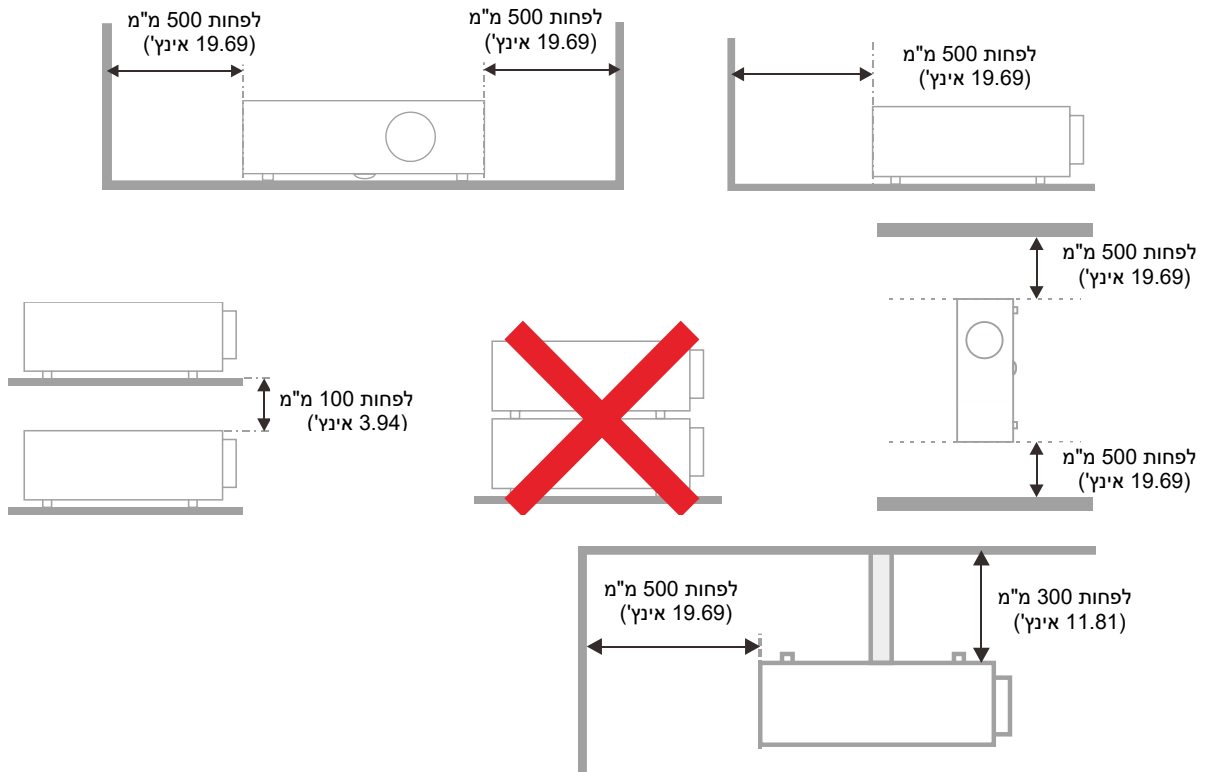 לפחות 500 מ"מ
(19.69 אינץ')
לפחות 500 מ"מ
(19.69 אינץ')
לפחות 500 מ"מ
(19.69 אינץ')
לפחות 500 מ"מ
(19.69 אינץ')
לפחות 100 מ"מ
(3.94 אינץ')
לפחות 500 מ"מ
(19.69 אינץ')
לפחות 300 מ"מ
(11.81 אינץ')
לפחות 500 מ"מ
(19.69 אינץ')